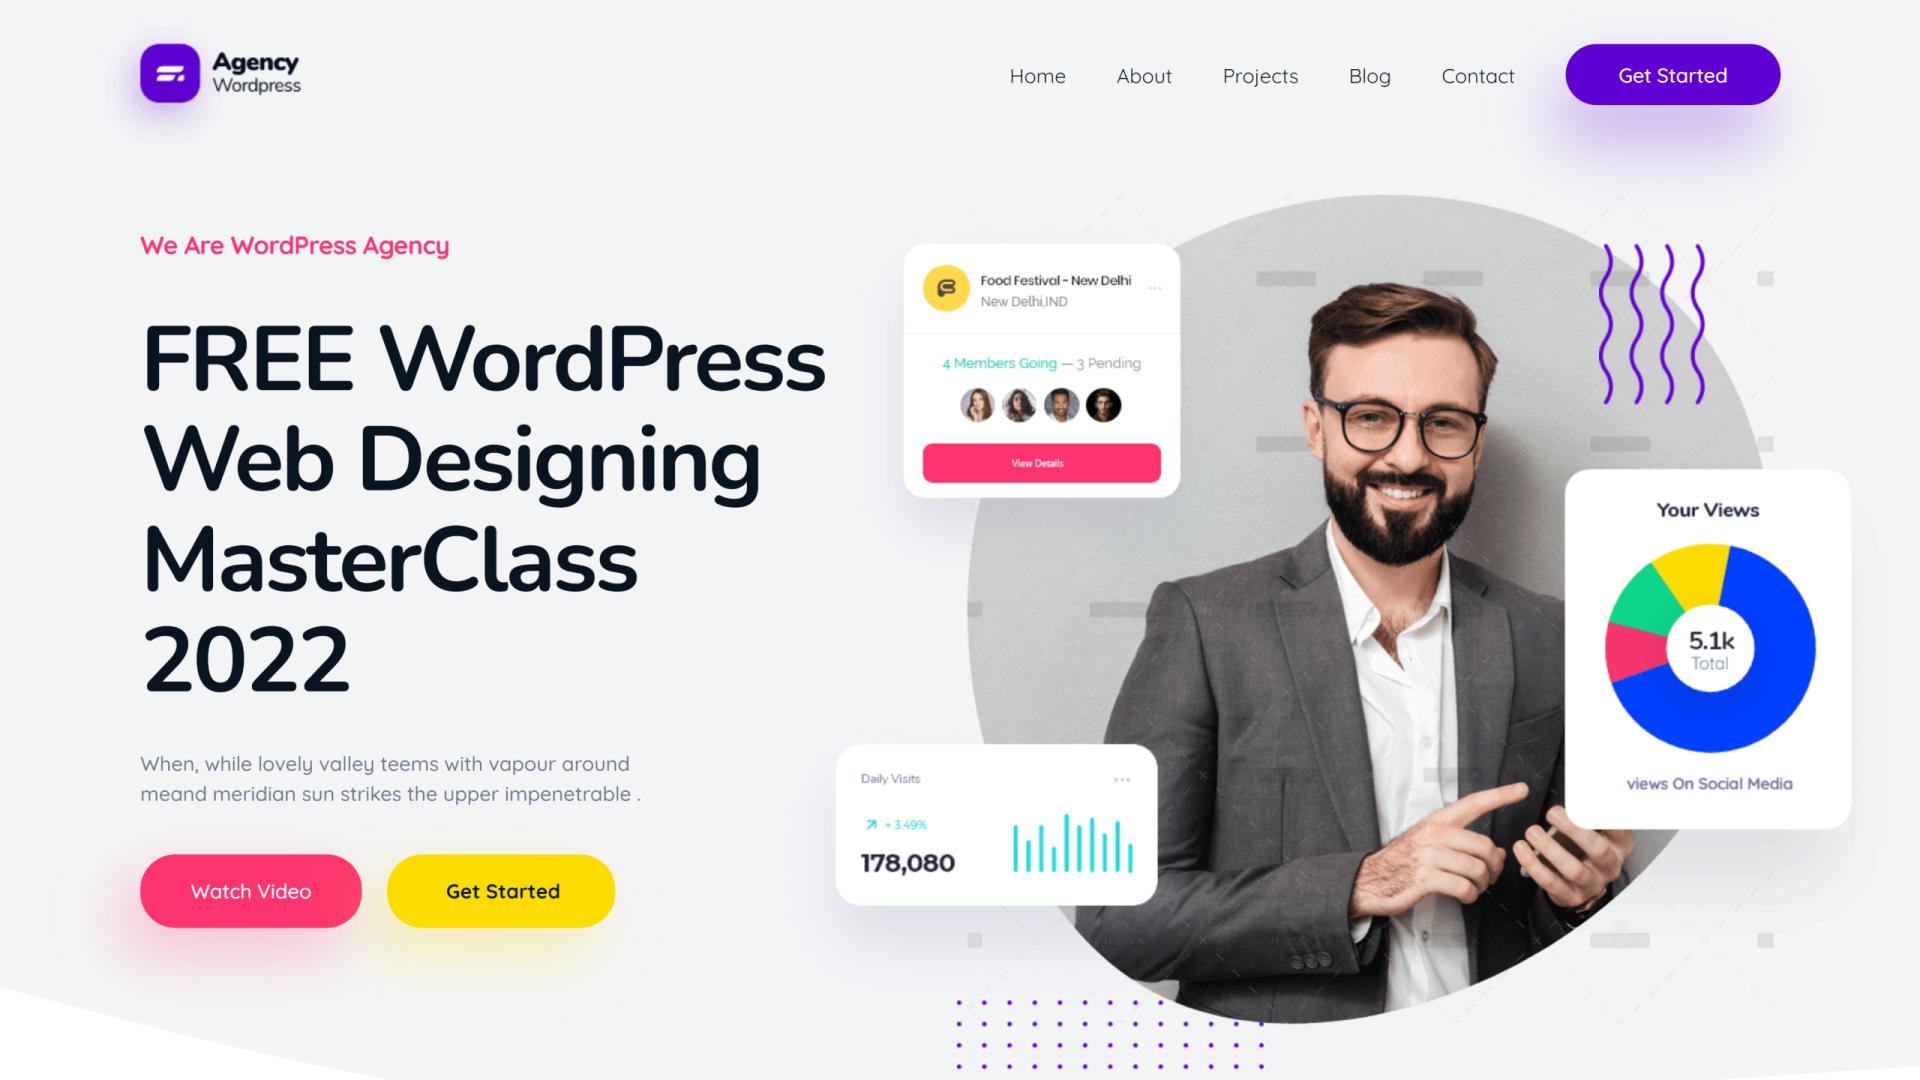 Agency
Wordpress
Home
About
Projects
Blog
Contact
Get Started
We Are WordPress Agency
FREE WordPress
Web Designing
MasterClass
2022
When, while lovely valley teems with vapour around
meand meridian sun strikes the upper impenetrable .
Watch Video
Get Started
Food Festival - New Delhi
New Delhi,IND
4 Members Going — 3 Pending
View Details
Your Views
5.1k
Total
views On Social Media
Daily Visits
+ 3.49%
178,080